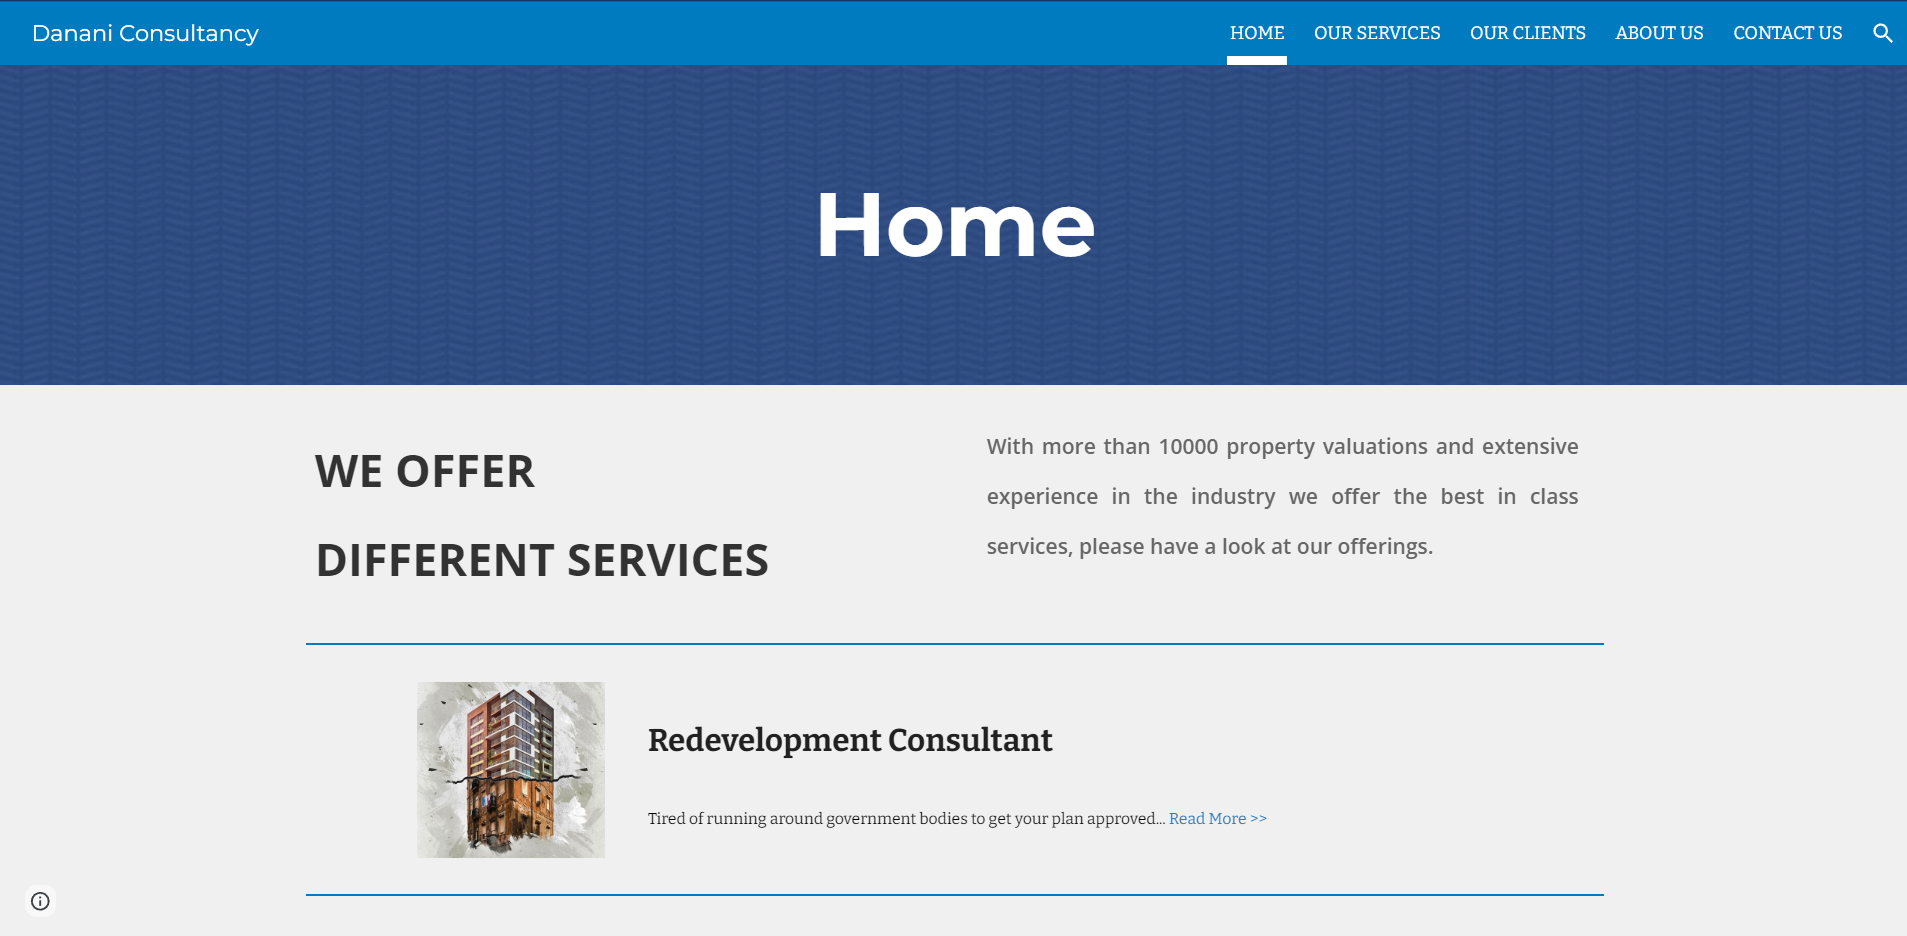 Danani Consultancy
HOME
OUR SERVICES
OUR CLIENTS
ABOUT US
CONTACT US
Home
WE OFFER
DIFFERENT SERVICES
With more than 10000 property valuations and extensive
experience in the industry we offer the best in class
services, please have a look at our offerings.
Redevelopment Consultant
Tired of running around government bodies to get your plan approved... Read More >>